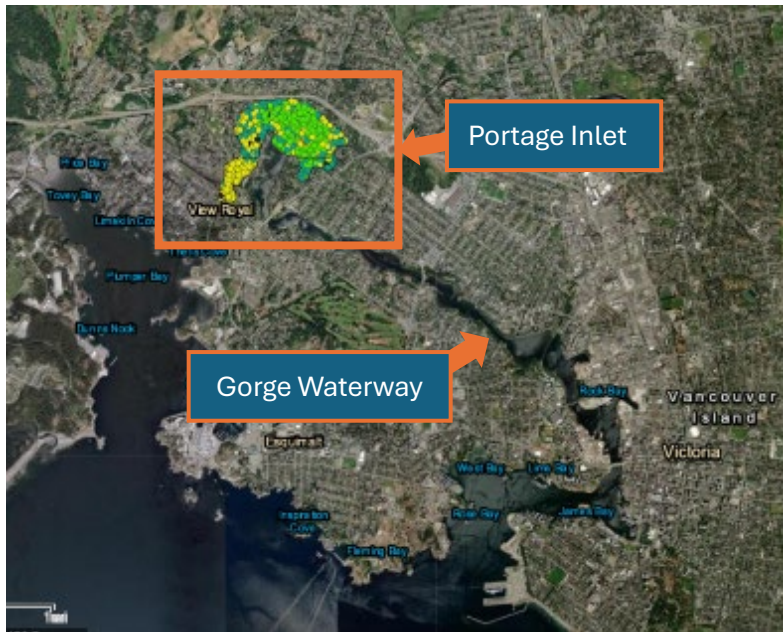 Portage Inlet
View Royal
Tovey Bay
Limekiln Cove
Thetis Cove
Plumper Bay
Dunns Nook
Gorge Waterway
Rock Bay
Vancouver
Island
Victoria
Esquimalt
West Bay
Lime Bay
Inspiration
Cove
Rose Bay
James Bay
Fleming Bay